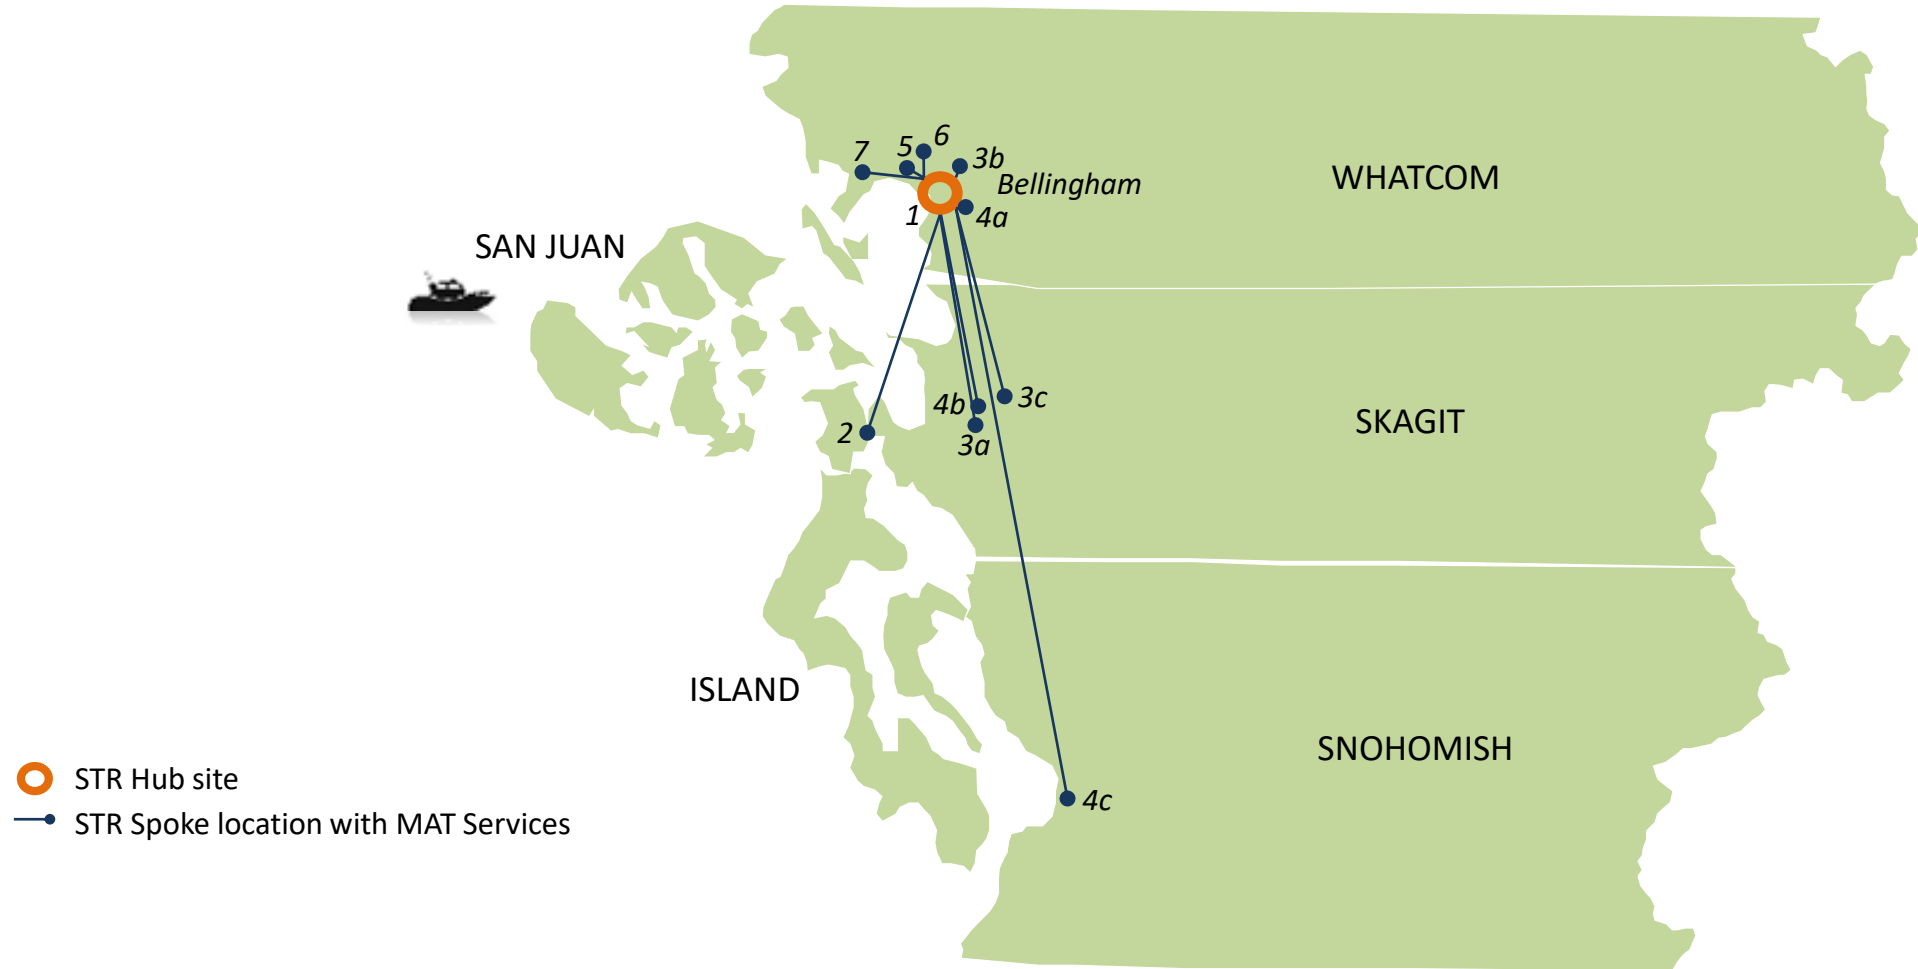 6
5
7
3b
WHATCOM
Bellingham
1
4a
SAN JUAN
3c
4b
SKAGIT
2
3a
ISLAND
SNOHOMISH
STR Hub site
4c
STR Spoke location with MAT Services